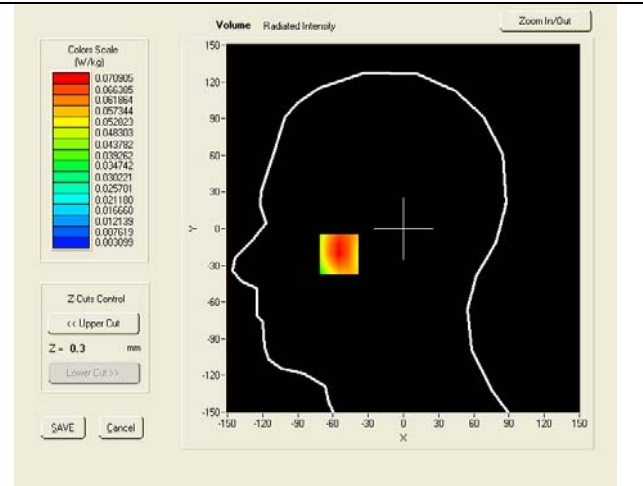 Volume Radiated Intensity
Zoom In/Out
Colors Scale
(W/kg)
0.070905
0.066385
0.061864
0.057344
0.052823
0.048303
0.043782
0.039262
0.034742
0.030221
0.025701
0.021180
0.016660
0.012139
0.007619
0.003099
Z Cuts Control
<< Upper Cut
Z = 0.3 mm
Lower Cut >>
SAVE Cancel
150
120
90
60
30
0
-30
-60
-90
-120
-150
Y
-150 -120 -90 -60 -30 0 30 60 90 120 150
X